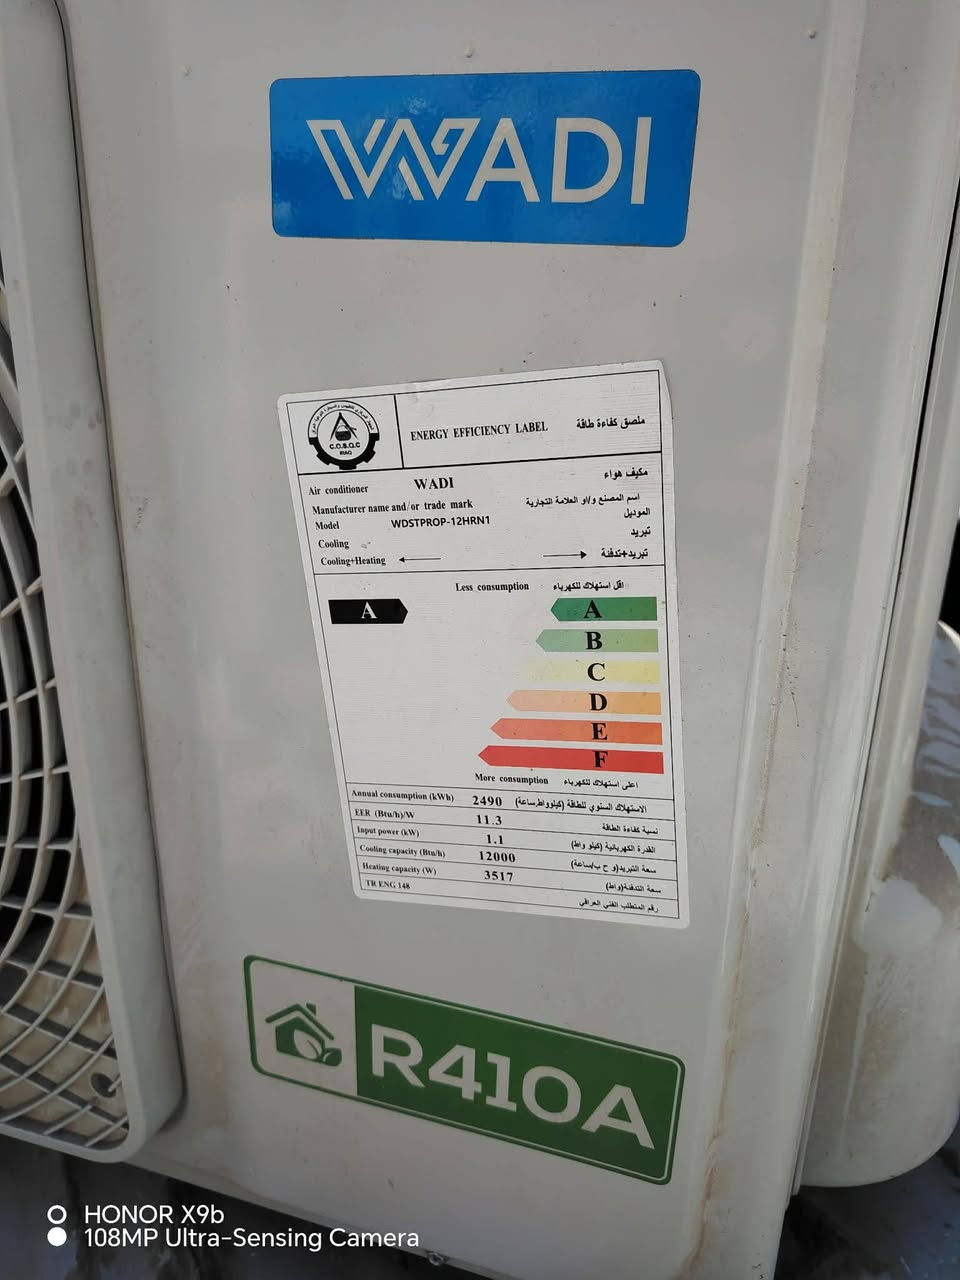 WADI
C.O.S.Q.C
IRAQ
ENERGY EFFICIENCY LABEL ملصق كفاءة طاقة
Air conditioner WADI مكيف هواء
Manufacturer name and/or trade mark اسم المصنع و/او العلامة التجارية
Model WDSTPROP-12HRN1 الموديل
Cooling تبريد
Cooling+Heating تبريد+تدفئة
Less consumption اقل استهلاك للكهرباء
A A
B
C
D
E
F
More consumption اعلى استهلاك للكهرباء
Annual consumption (kWh) 2490 الاستهلاك السنوي للطاقة (كيلوواط/ساعة)
EER (Btu/h)/W 11.3 نسبة كفاءة الطاقة
Input power (kW) 1.1 القدرة الكهربائية (كيلو واط)
Cooling capacity (Btu/h) 12000 سعة التبريد(و ح ب/ساعة)
Heating capacity (W) 3517 سعة التدفئة(واط)
TR ENG 148 رقم المتطلب الفني العراقي
R410A
HONOR X9b
108MP Ultra-Sensing Camera